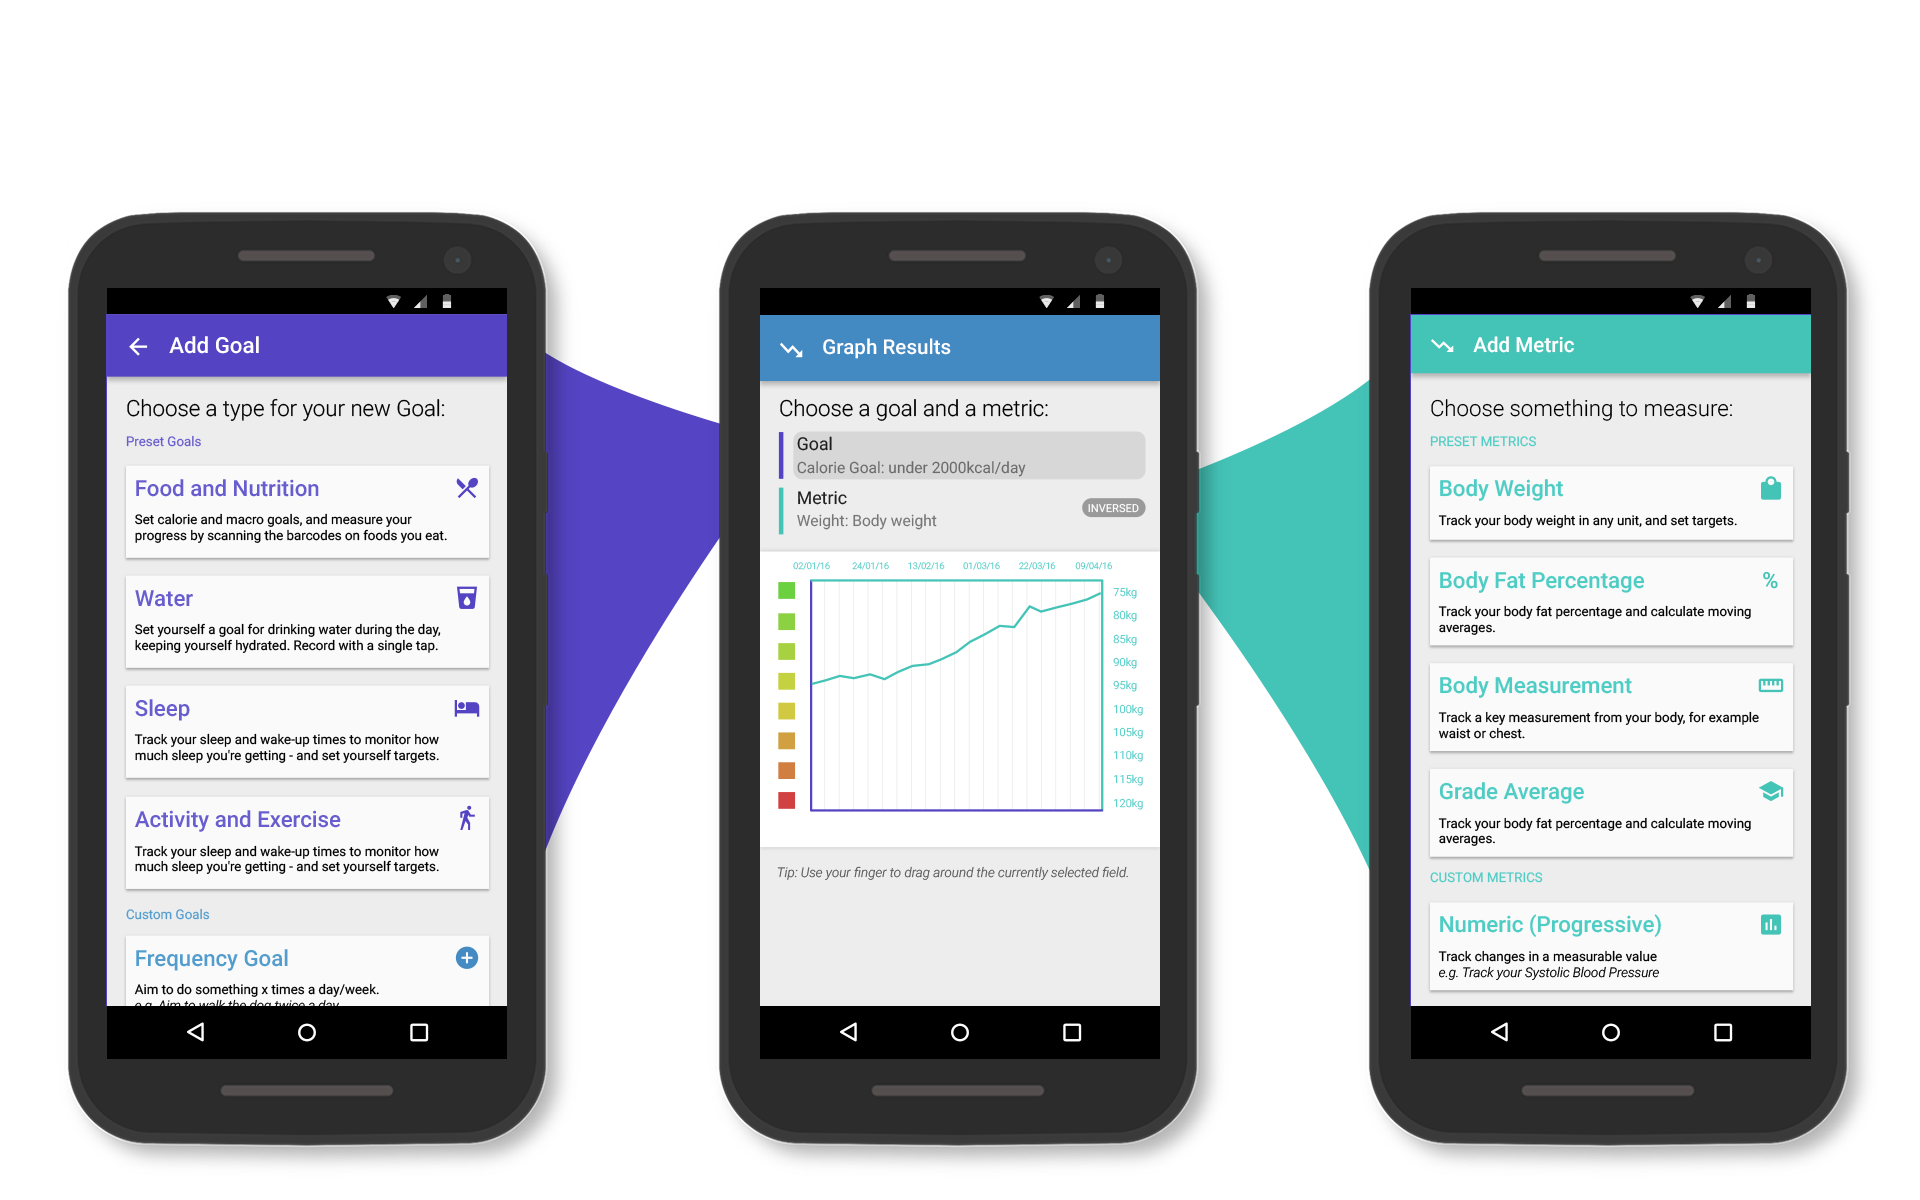 Add Goal
Choose a type for your new Goal:
Preset Goals
Food and Nutrition
Set calorie and macro goals, and measure your
progress by scanning the barcodes on foods you eat.
Water
Set yourself a goal for drinking water during the day,
keeping yourself hydrated. Record with a single tap.
Sleep
Track your sleep and wake-up times to monitor how
much sleep you're getting - and set yourself targets.
Activity and Exercise
Track your sleep and wake-up times to monitor how
much sleep you're getting - and set yourself targets.
Custom Goals
Frequency Goal
Aim to do something x times a day/week.
e.g. Aim to walk the dog twice a day
Graph Results
Choose a goal and a metric:
Goal
Calorie Goal: under 2000kcal/day
Metric
Weight: Body weight
INVERSED
02/01/16 24/01/16 13/02/16 01/03/16 22/03/16 09/04/16
75kg
80kg
85kg
90kg
95kg
100kg
105kg
110kg
115kg
120kg
Tip: Use your finger to drag around the currently selected field.
Add Metric
Choose something to measure:
PRESET METRICS
Body Weight
Track your body weight in any unit, and set targets.
Body Fat Percentage
%
Track your body fat percentage and calculate moving
averages.
Body Measurement
Track a key measurement from your body, for example
waist or chest.
Grade Average
Track your body fat percentage and calculate moving
averages.
CUSTOM METRICS
Numeric (Progressive)
Track changes in a measurable value
e.g. Track your Systolic Blood Pressure